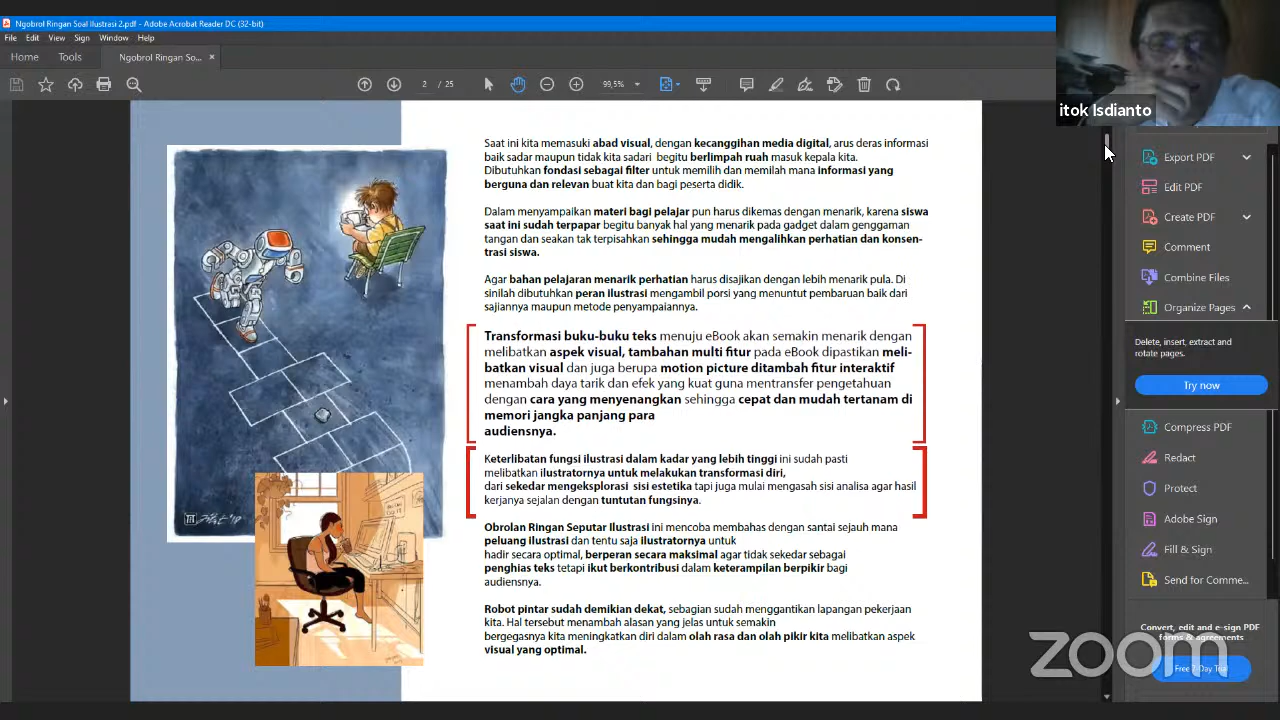 Ngobrol Ringan Soal Ilustrasi 2.pdf - Adobe Acrobat Reader DC (32-bit)
File Edit View Sign Window Help
Home Tools Ngobrol Ringan So... ×
2 / 25 99,5%
itok Isdianto
Saat ini kita memasuki abad visual, dengan kecanggihan media digital, arus deras informasi
baik sadar maupun tidak kita sadari begitu berlimpah ruah masuk kepala kita.
Dibutuhkan fondasi sebagai filter untuk memilih dan memilah mana informasi yang
berguna dan relevan buat kita dan bagi peserta didik.
Dalam menyampaikan materi bagi pelajar pun harus dikemas dengan menarik, karena siswa
saat ini sudah terpapar begitu banyak hal yang menarik pada gadget dalam genggaman
tangan dan seakan tak terpisahkan sehingga mudah mengalihkan perhatian dan konsen-
trasi siswa.
Agar bahan pelajaran menarik perhatian harus disajikan dengan lebih menarik pula. Di
sinilah dibutuhkan peran ilustrasi mengambil porsi yang menuntut pembaruan baik dari
sajiannya maupun metode penyampaiannya.
Transformasi buku-buku teks menuju eBook akan semakin menarik dengan
melibatkan aspek visual, tambahan multi fitur pada eBook dipastikan meli-
batkan visual dan juga berupa motion picture ditambah fitur interaktif
menambah daya tarik dan efek yang kuat guna mentransfer pengetahuan
dengan cara yang menyenangkan sehingga cepat dan mudah tertanam di
memori jangka panjang para
audiensnya.
Keterlibatan fungsi ilustrasi dalam kadar yang lebih tinggi ini sudah pasti
melibatkan ilustratornya untuk melakukan transformasi diri,
dari sekedar mengeksplorasi sisi estetika tapi juga mulai mengasah sisi analisa agar hasil
kerjanya sejalan dengan tuntutan fungsinya.
Obrolan Ringan Seputar Ilustrasi ini mencoba membahas dengan santai sejauh mana
peluang ilustrasi dan tentu saja ilustratornya untuk
hadir secara optimal, berperan secara maksimal agar tidak sekedar sebagai
penghias teks tetapi ikut berkontribusi dalam keterampilan berpikir bagi
audiensnya.
Robot pintar sudah demikian dekat, sebagian sudah menggantikan lapangan pekerjaan
kita. Hal tersebut menambah alasan yang jelas untuk semakin
bergegasnya kita meningkatkan diri dalam olah rasa dan olah pikir kita melibatkan aspek
visual yang optimal.
Export PDF
Edit PDF
Create PDF
Comment
Combine Files
Organize Pages
Delete, insert, extract and
rotate pages.
Try now
Compress PDF
Redact
Protect
Adobe Sign
Fill & Sign
Send for Comme...
Convert, edit and e-sign PDF
forms & agreements
Free 7-Day Trial
zoom